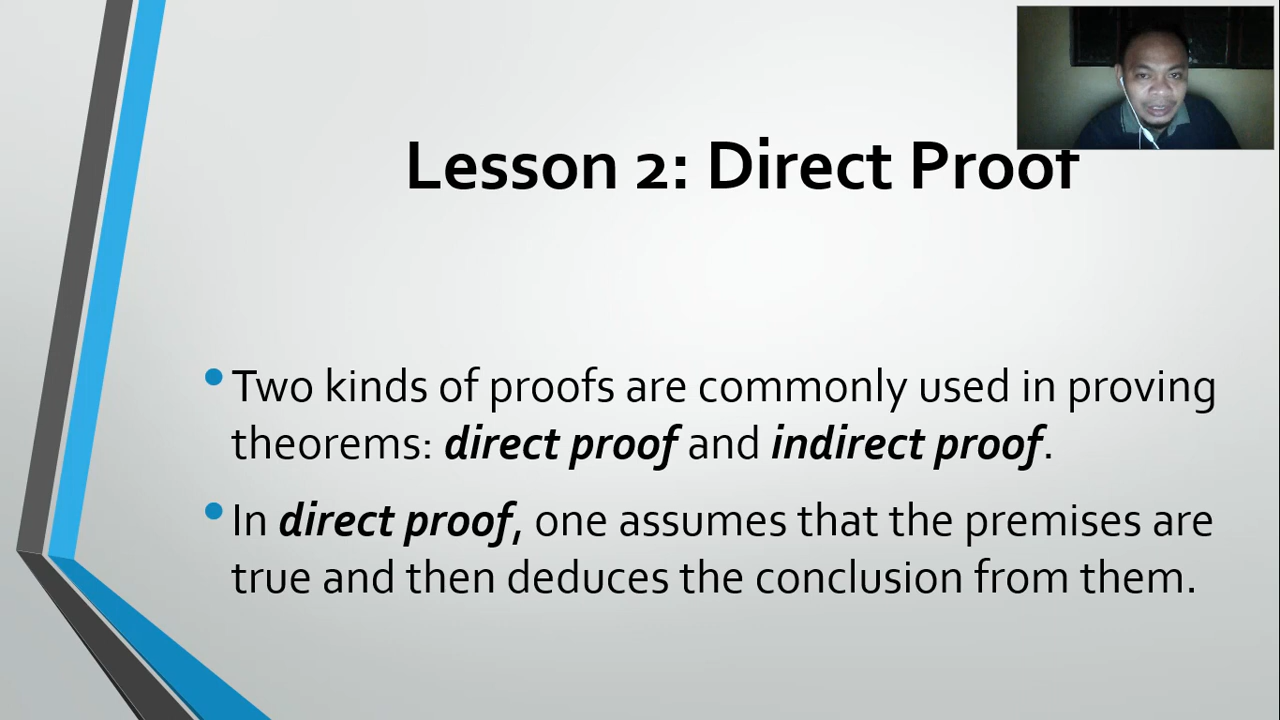 Lesson 2: Direct Proof
Two kinds of proofs are commonly used in proving
theorems: direct proof and indirect proof.
In direct proof, one assumes that the premises are
true and then deduces the conclusion from them.